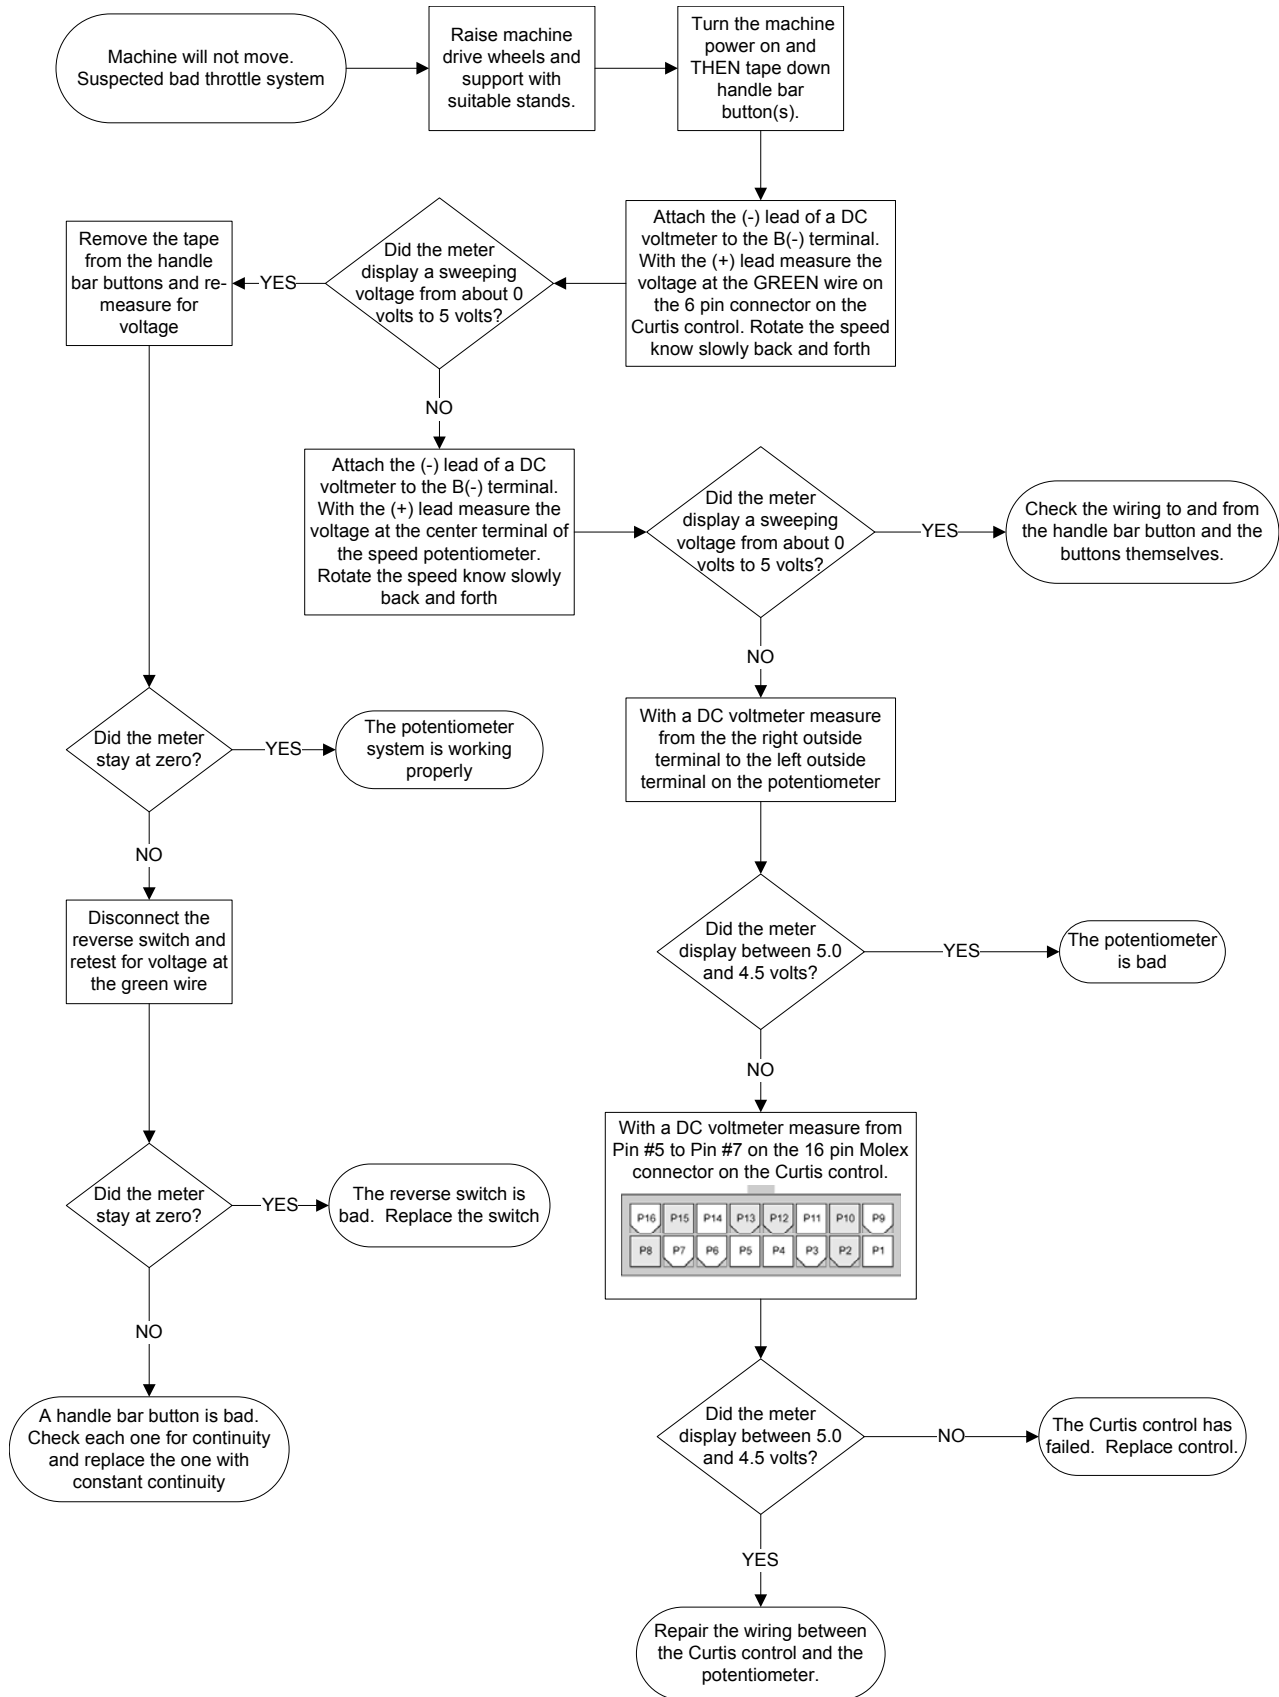 Machine will not move.
Suspected bad throttle system
Raise machine
drive wheels and
support with
suitable stands.
Turn the machine
power on and
THEN tape down
handle bar
button(s).
Attach the (-) lead of a DC
voltmeter to the B(-) terminal.
With the (+) lead measure the
voltage at the GREEN wire on
the 6 pin connector on the
Curtis control. Rotate the speed
know slowly back and forth
Did the meter
display a sweeping
voltage from about 0
volts to 5 volts?
YES
Remove the tape
from the handle
bar buttons and re-
measure for
voltage
NO
Attach the (-) lead of a DC
voltmeter to the B(-) terminal.
With the (+) lead measure the
voltage at the center terminal of
the speed potentiometer.
Rotate the speed know slowly
back and forth
Did the meter
display a sweeping
voltage from about 0
volts to 5 volts?
YES
Check the wiring to and from
the handle bar button and the
buttons themselves.
NO
Did the meter
stay at zero?
YES
The potentiometer
system is working
properly
With a DC voltmeter measure
from the the right outside
terminal to the left outside
terminal on the potentiometer
NO
Disconnect the
reverse switch and
retest for voltage at
the green wire
Did the meter
display between 5.0
and 4.5 volts?
YES
The potentiometer
is bad
NO
With a DC voltmeter measure from
Pin #5 to Pin #7 on the 16 pin Molex
connector on the Curtis control.
P16 P15 P14 P13 P12 P11 P10 P9
P8 P7 P6 P5 P4 P3 P2 P1
Did the meter
stay at zero?
YES
The reverse switch is
bad.  Replace the switch
NO
A handle bar button is bad.
Check each one for continuity
and replace the one with
constant continuity
Did the meter
display between 5.0
and 4.5 volts?
NO
The Curtis control has
failed.  Replace control.
YES
Repair the wiring between
the Curtis control and the
potentiometer.